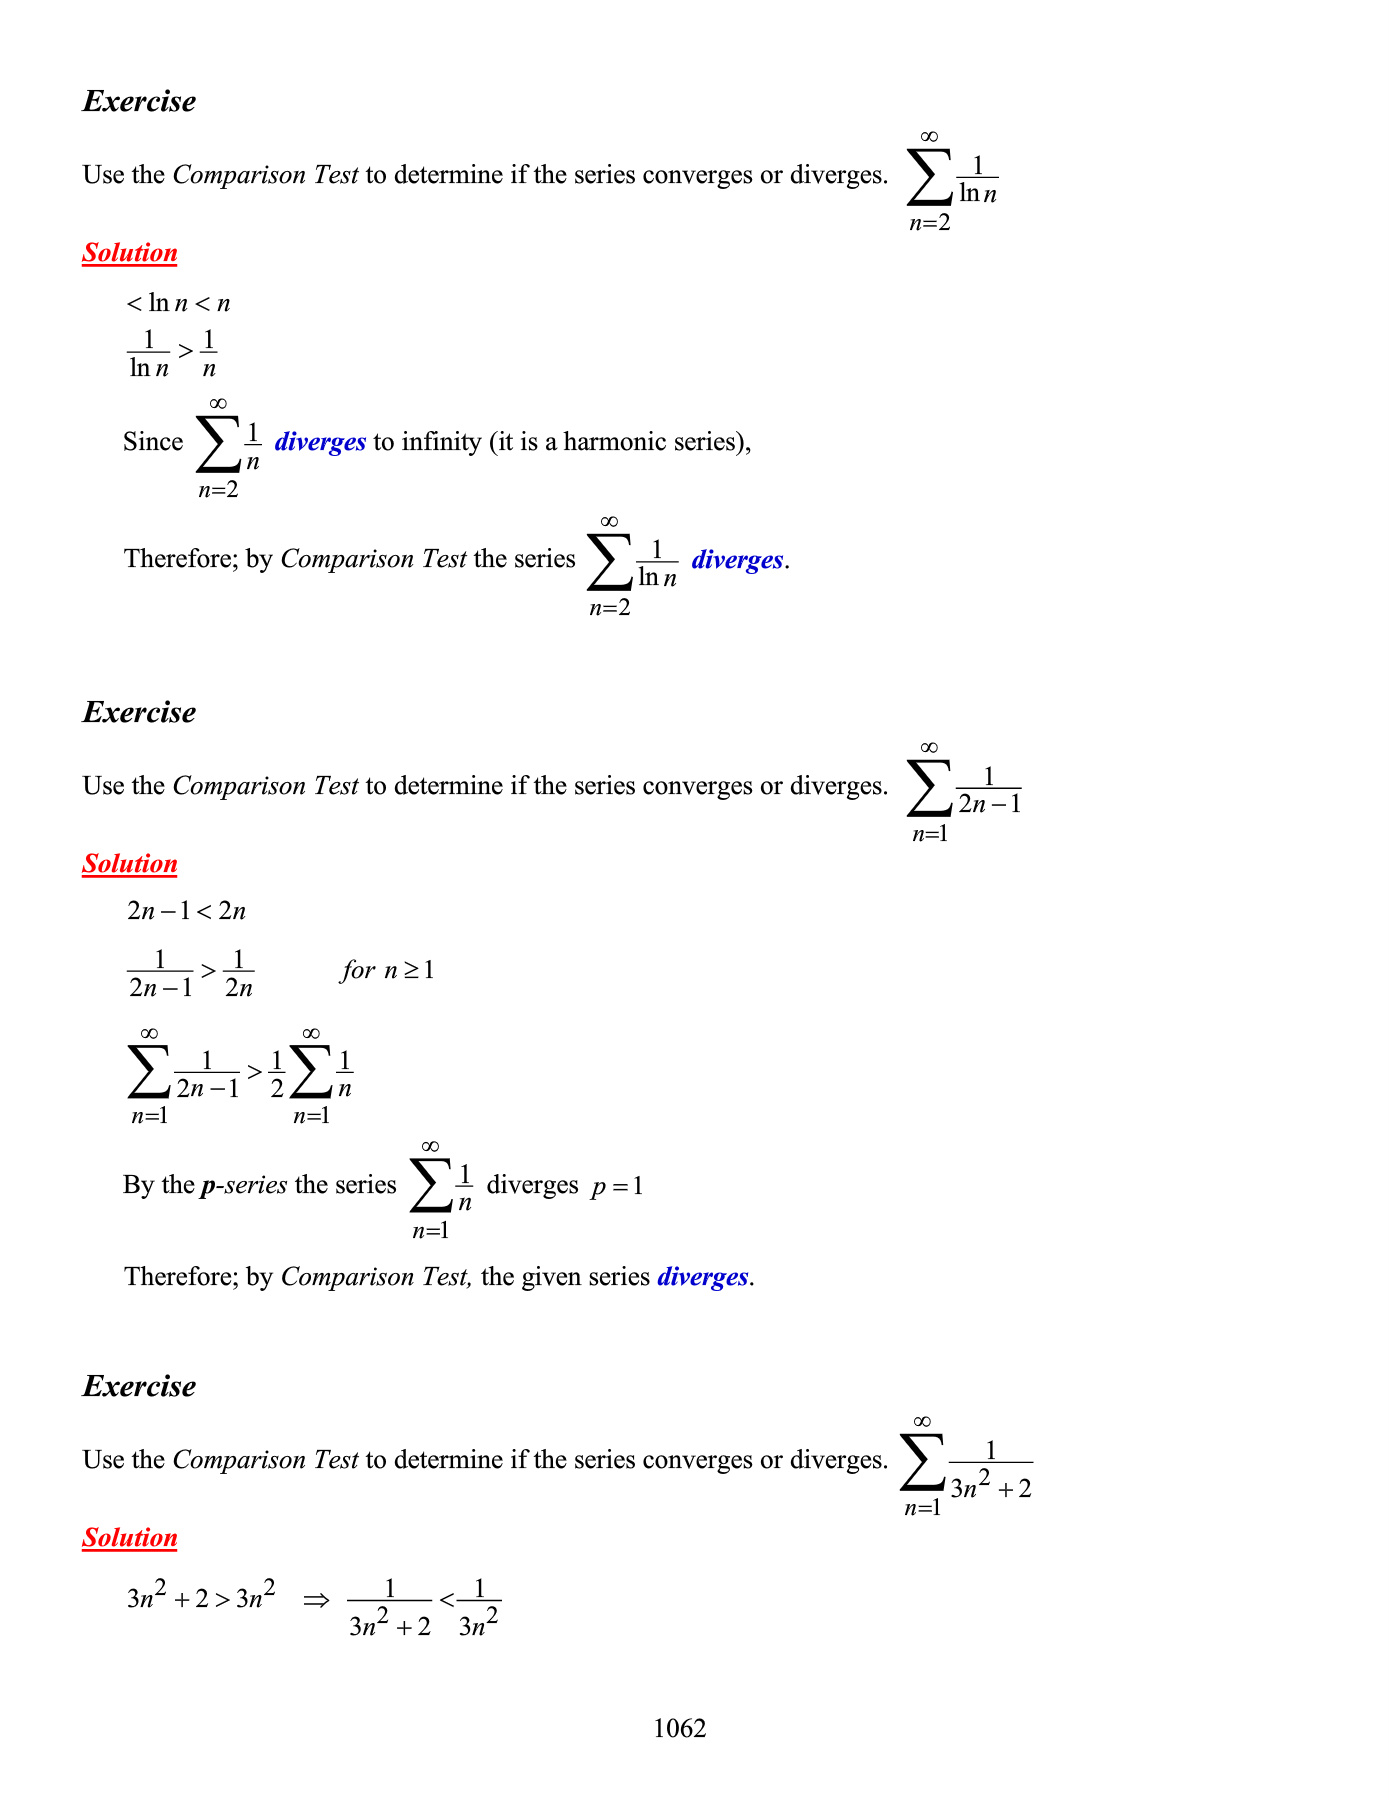 Exercise
Use the Comparison Test to determine if the series converges or diverges. $\sum_{n=2}^{\infty} \frac{1}{\ln n}$
Solution
$< \ln n < n$
$\frac{1}{\ln n} > \frac{1}{n}$
Since $\sum_{n=2}^{\infty} \frac{1}{n}$ diverges to infinity (it is a harmonic series),
Therefore; by Comparison Test the series $\sum_{n=2}^{\infty} \frac{1}{\ln n}$ diverges.
Exercise
Use the Comparison Test to determine if the series converges or diverges. $\sum_{n=1}^{\infty} \frac{1}{2n-1}$
Solution
$2n-1 < 2n$
$\frac{1}{2n-1} > \frac{1}{2n}$ for $n \geq 1$
$\sum_{n=1}^{\infty} \frac{1}{2n-1} > \frac{1}{2} \sum_{n=1}^{\infty} \frac{1}{n}$
By the p-series the series $\sum_{n=1}^{\infty} \frac{1}{n}$ diverges $p=1$
Therefore; by Comparison Test, the given series diverges.
Exercise
Use the Comparison Test to determine if the series converges or diverges. $\sum_{n=1}^{\infty} \frac{1}{3n^2+2}$
Solution
$3n^2+2 > 3n^2 \Rightarrow \frac{1}{3n^2+2} < \frac{1}{3n^2}$
1062